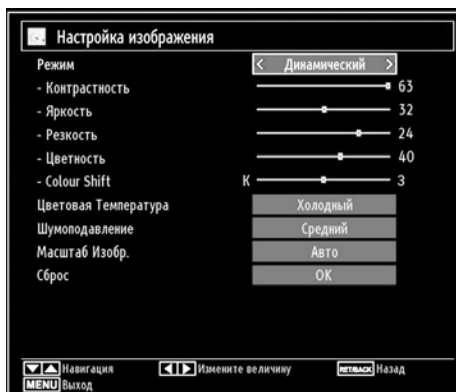 Настройка изображения
Режим < Динамический >
- Контрастность 63
- Яркость 32
- Резкость 24
- Цветность 40
- Colour Shift К 3
Цветовая Температура Холодный
Шумоподавление Средний
Масштаб Изобр. Авто
Сброс OK
Навигация Измените величину RET/BACK Назад
MENU Выход